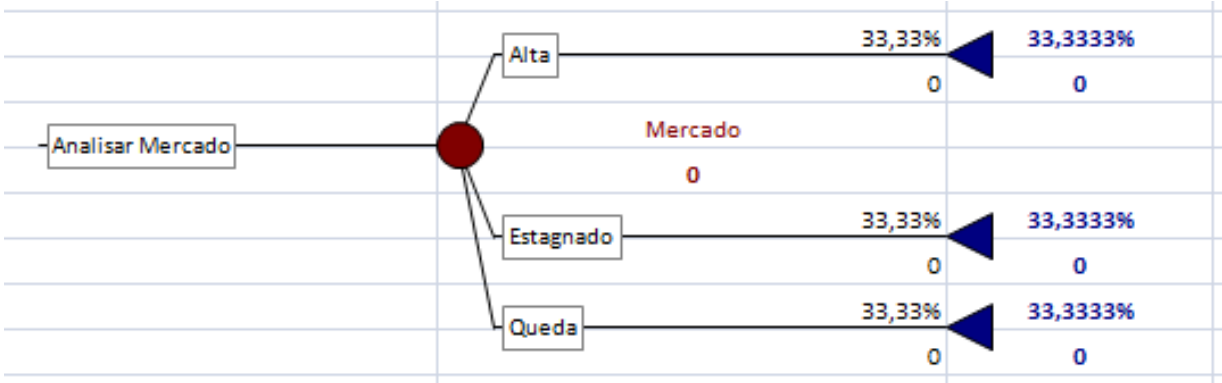 Alta 33,33% 33,3333%
0 0
Analisar Mercado Mercado
0
Estagnado 33,33% 33,3333%
0 0
Queda 33,33% 33,3333%
0 0